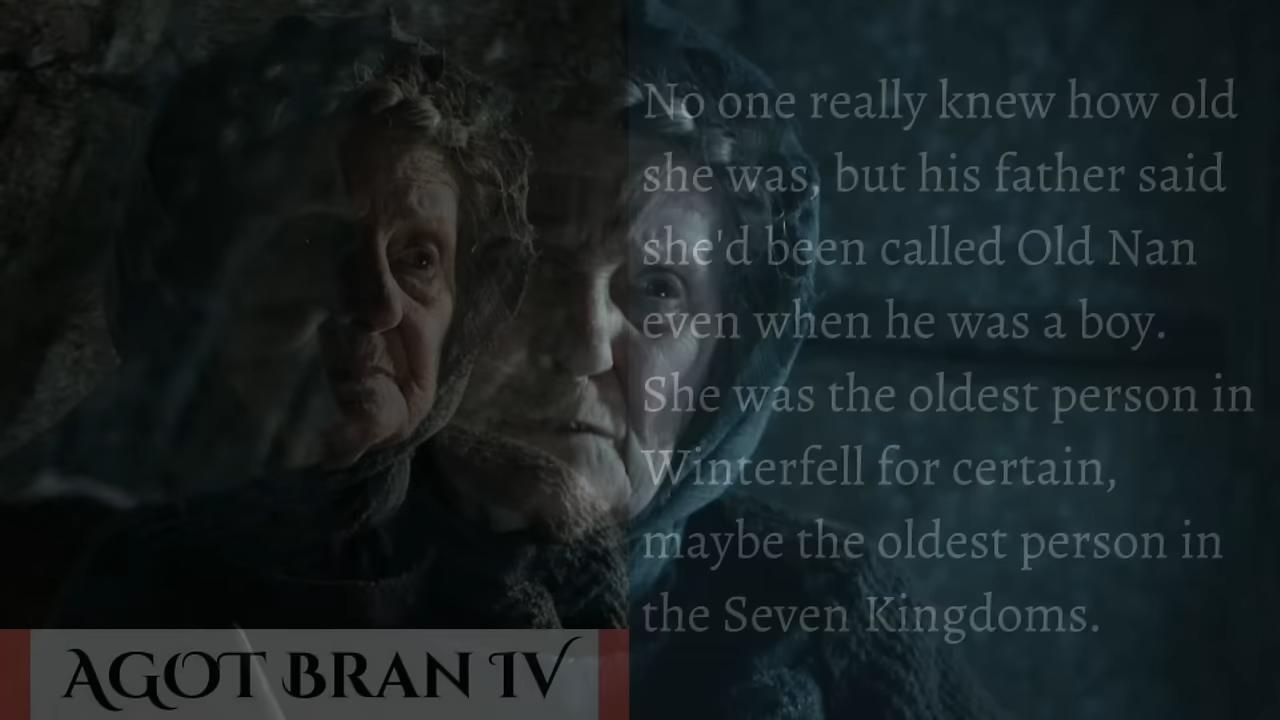 No one really knew how old
she was, but his father said
she'd been called Old Nan
even when he was a boy.
She was the oldest person in
Winterfell for certain,
maybe the oldest person in
the Seven Kingdoms.
AGOT BRAN IV